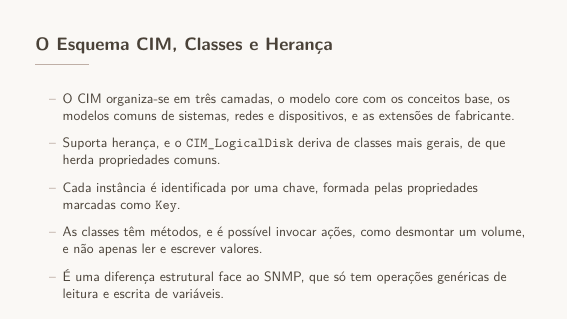 O Esquema CIM, Classes e Herança
– O CIM organiza-se em três camadas, o modelo core com os conceitos base, os
modelos comuns de sistemas, redes e dispositivos, e as extensões de fabricante.
– Suporta herança, e o CIM_LogicalDisk deriva de classes mais gerais, de que
herda propriedades comuns.
– Cada instância é identificada por uma chave, formada pelas propriedades
marcadas como Key.
– As classes têm métodos, e é possível invocar ações, como desmontar um volume,
e não apenas ler e escrever valores.
– É uma diferença estrutural face ao SNMP, que só tem operações genéricas de
leitura e escrita de variáveis.